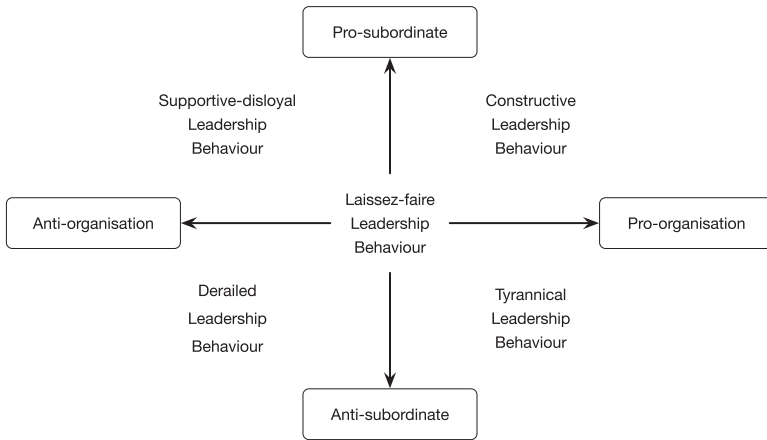 Pro-subordinate
Supportive-disloyal
Leadership
Behaviour
Constructive
Leadership
Behaviour
Anti-organisation
Laissez-faire
Leadership
Behaviour
Pro-organisation
Derailed
Leadership
Behaviour
Tyrannical
Leadership
Behaviour
Anti-subordinate